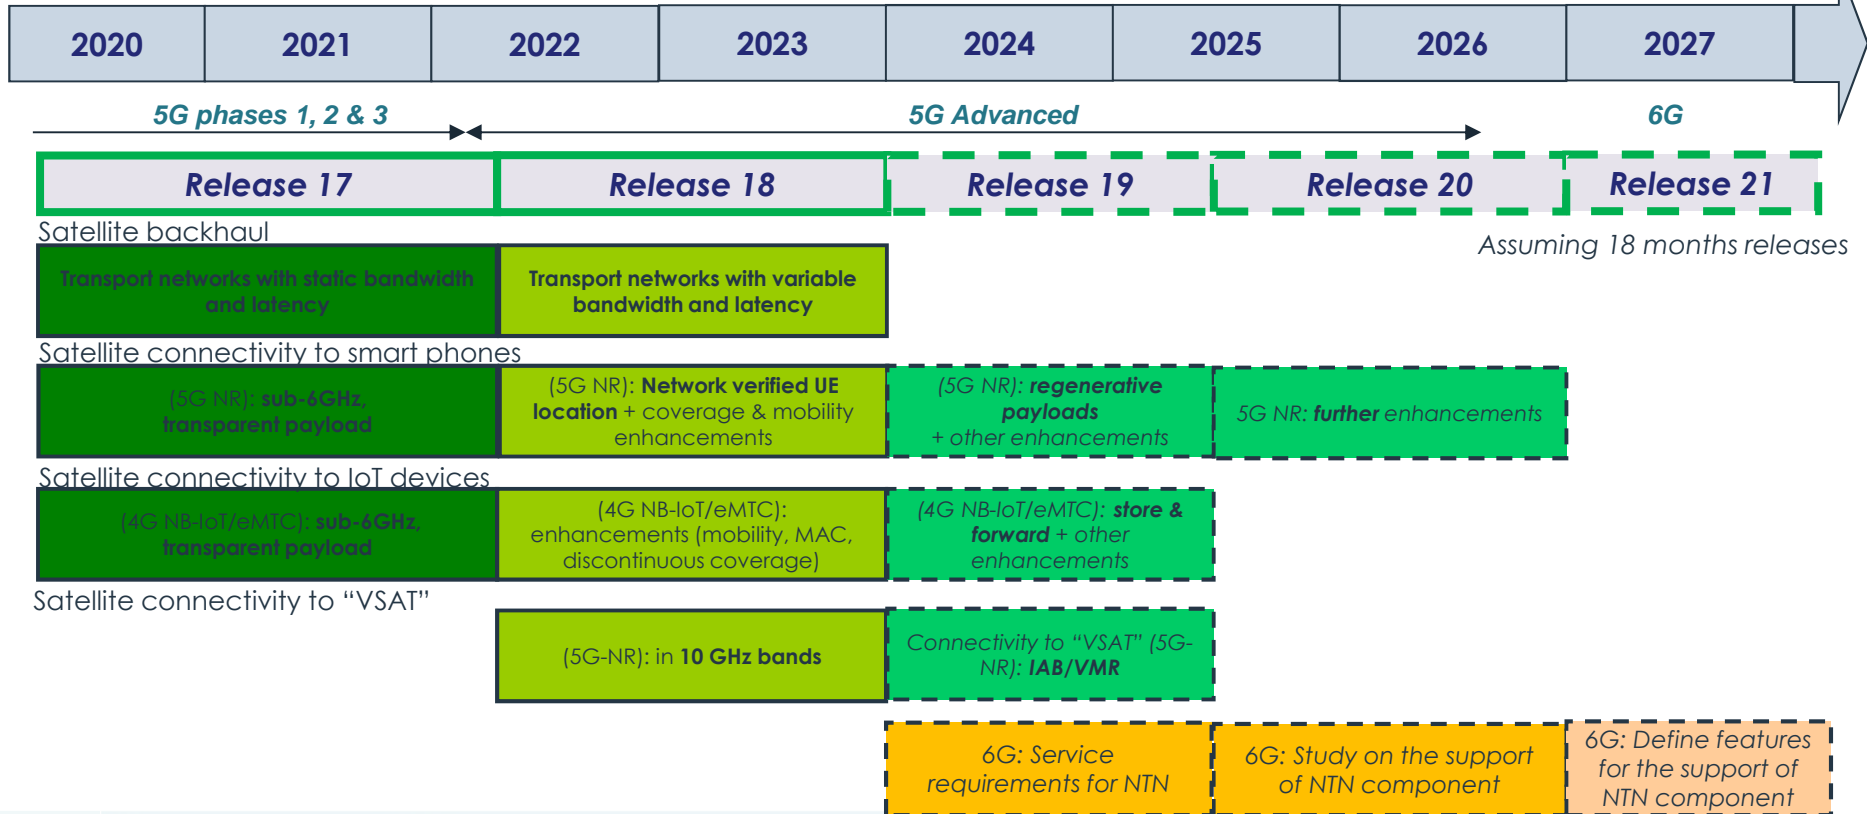 2020 2021 2022 2023 2024 2025 2026 2027
5G phases 1, 2 & 3 5G Advanced 6G
Release 17 Release 18 Release 19 Release 20 Release 21
Assuming 18 months releases
Satellite backhaul
Transport networks with static bandwidth
and latency
Transport networks with variable
bandwidth and latency
Satellite connectivity to smart phones
(5G NR): sub-6GHz,
transparent payload
(5G NR): Network verified UE
location + coverage & mobility
enhancements
(5G NR): regenerative
payloads
+ other enhancements
5G NR: further enhancements
Satellite connectivity to IoT devices
(4G NB-IoT/eMTC): sub-6GHz,
transparent payload
(4G NB-IoT/eMTC):
enhancements (mobility, MAC,
discontinuous coverage)
(4G NB-IoT/eMTC): store &
forward + other
enhancements
Satellite connectivity to “VSAT”
(5G-NR): in 10 GHz bands
Connectivity to “VSAT” (5G-
NR): IAB/VMR
6G: Service
requirements for NTN
6G: Study on the support
of NTN component
6G: Define features
for the support of
NTN component